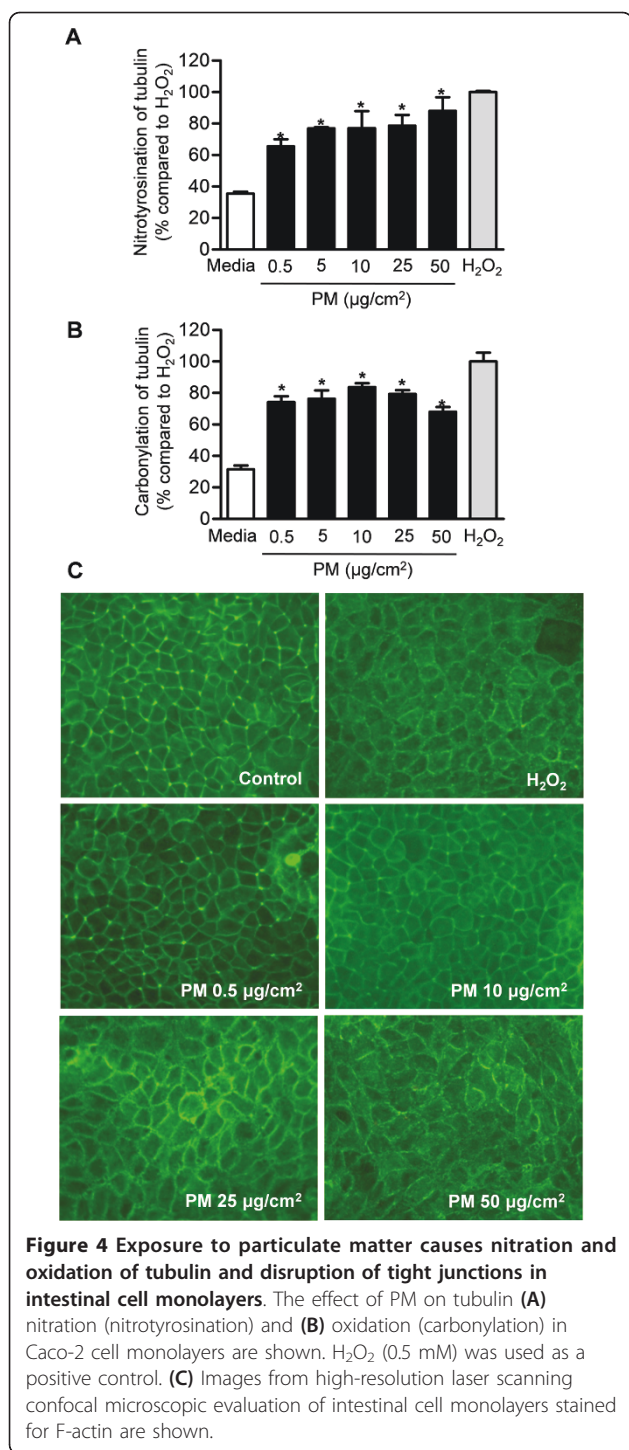 A
Nitrotyrosination of tubulin
(% compared to H₂O₂)
120
100
80
60
40
20
0
* * * * *
Media 0.5 5 10 25 50 H₂O₂
PM (µg/cm²)
B
Carbonylation of tubulin
(% compared to H₂O₂)
120
100
80
60
40
20
0
* * * * *
Media 0.5 5 10 25 50 H₂O₂
PM (µg/cm²)
C
Control
H₂O₂
PM 0.5 µg/cm²
PM 10 µg/cm²
PM 25 µg/cm²
PM 50 µg/cm²
Figure 4 Exposure to particulate matter causes nitration and
oxidation of tubulin and disruption of tight junctions in
intestinal cell monolayers. The effect of PM on tubulin (A)
nitration (nitrotyrosination) and (B) oxidation (carbonylation) in
Caco-2 cell monolayers are shown. H₂O₂ (0.5 mM) was used as a
positive control. (C) Images from high-resolution laser scanning
confocal microscopic evaluation of intestinal cell monolayers stained
for F-actin are shown.